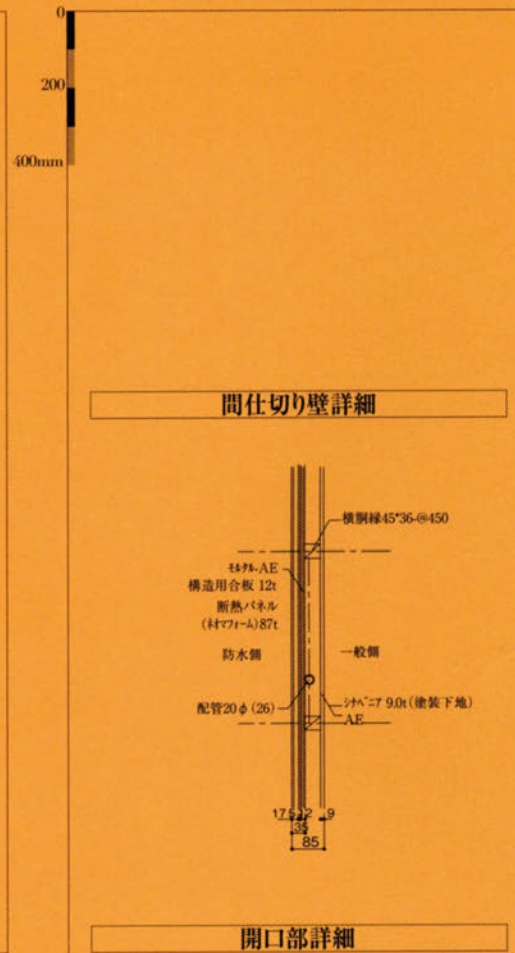 0
200
400mm
間仕切り壁詳細
横胴縁45*36-@450
モルタル-AE
構造用合板 12t
断熱パネル
(ネオマフォーム)87t
防水側
一般側
配管20φ(26)
シナベニア 9.0t(塗装下地)
AE
17.5 12 9
35
85
開口部詳細